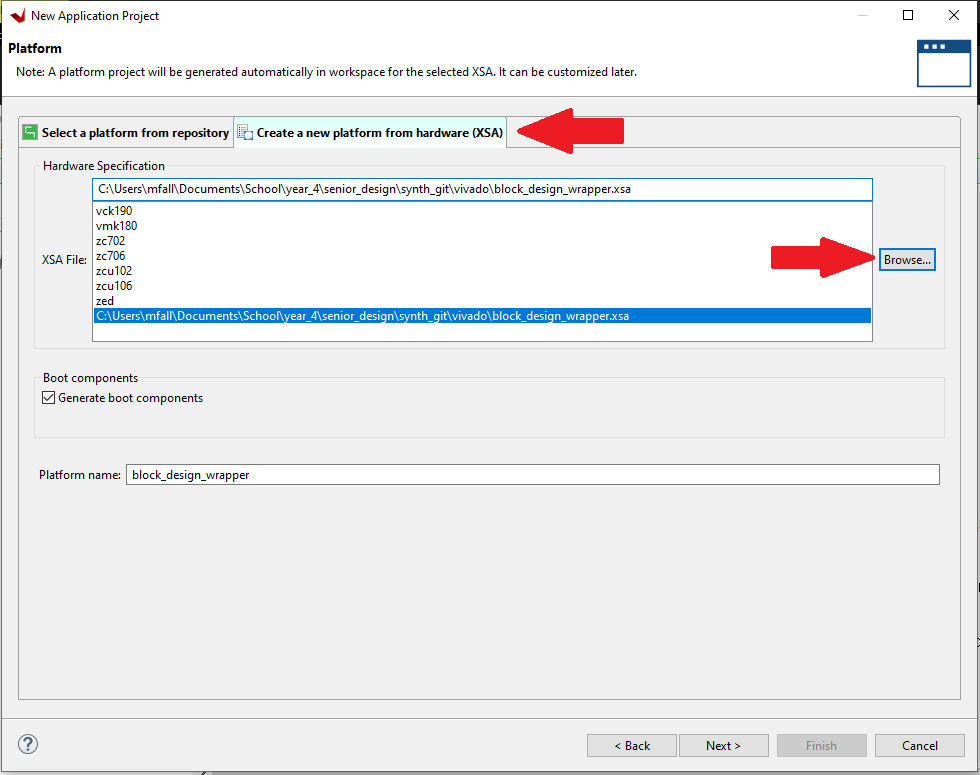 New Application Project
Platform
Note: A platform project will be generated automatically in workspace for the selected XSA. It can be customized later.
Select a platform from repository
Create a new platform from hardware (XSA)
Hardware Specification
C:\Users\mfall\Documents\School\year_4\senior_design\synth_git\vivado\block_design_wrapper.xsa
vck190
vmk180
zc702
XSA File:
zc706
Browse...
zcu102
zcu106
zed
C:\Users\mfall\Documents\School\year_4\senior_design\synth_git\vivado\block_design_wrapper.xsa
Boot components
Generate boot components
Platform name:
block_design_wrapper
?
< Back
Next >
Finish
Cancel